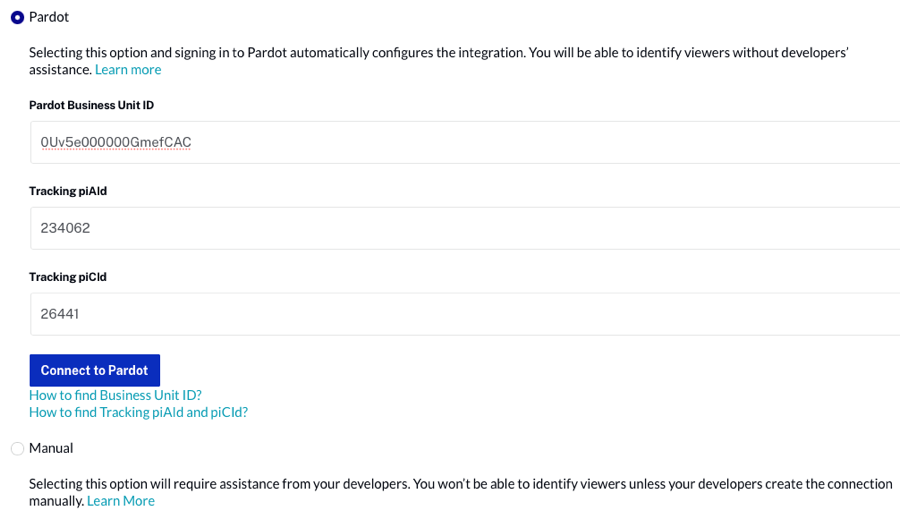 Pardot
Selecting this option and signing in to Pardot automatically configures the integration. You will be able to identify viewers without developers’
assistance. Learn more
Pardot Business Unit ID
0Uv5e000000GmefCAC
Tracking piAId
234062
Tracking piCId
26441
Connect to Pardot
How to find Business Unit ID?
How to find Tracking piAId and piCId?
Manual
Selecting this option will require assistance from your developers. You won’t be able to identify viewers unless your developers create the connection
manually. Learn More